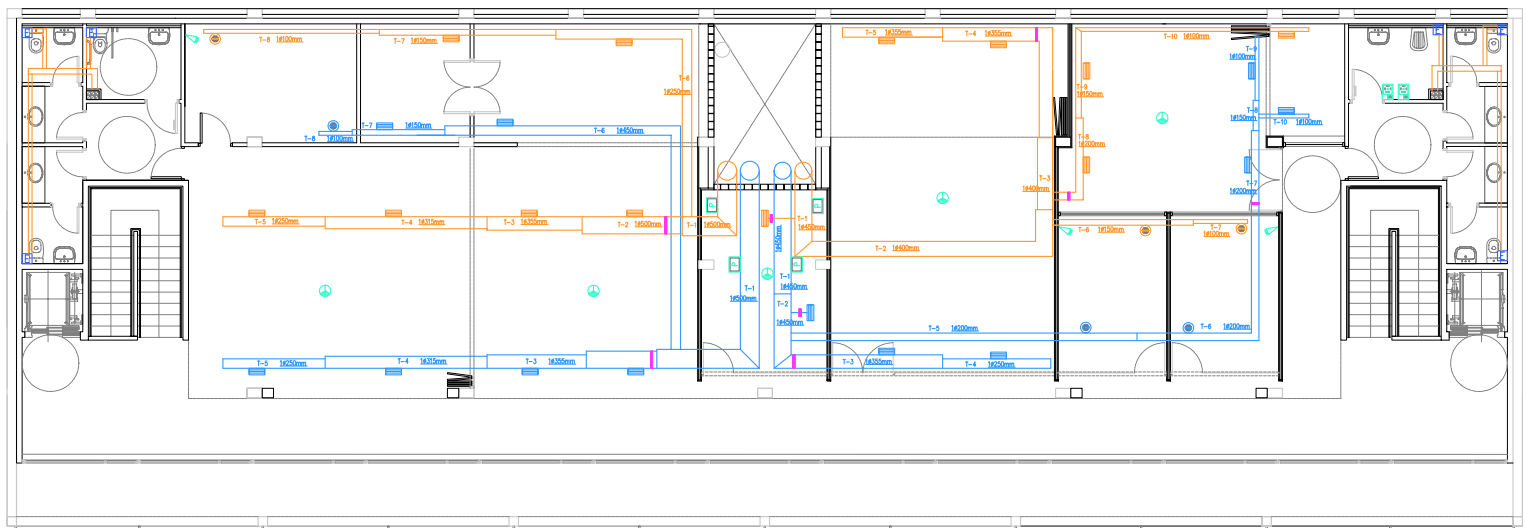 T-8 1Ø100mm
T-7 1Ø150mm
T-5 1Ø355mm
T-4 1Ø355mm
T-10 1Ø100mm
T-9
1Ø100mm
T-6
1Ø250mm
T-9
1Ø150mm
T-8
1Ø150mm
T-10 1Ø100mm
T-7 1Ø150mm
T-8 1Ø100mm
T-6 1Ø450mm
T-8
1Ø200mm
T-3
1Ø400mm
T-7
1Ø200mm
T-5 1Ø250mm
T-4 1Ø315mm
T-3 1Ø355mm
T-2 1Ø500mm
T-1 1Ø500mm
T-1
1Ø450mm
1Ø450mm
T-2 1Ø400mm
T-6 1Ø150mm
T-7
1Ø100mm
P
P
P
P
T-1
1Ø500mm
T-1
1Ø450mm
T-2
1Ø450mm
T-5 1Ø200mm
T-6 1Ø200mm
T-5 1Ø250mm
T-4 1Ø315mm
T-3 1Ø355mm
T-3 1Ø355mm
T-4 1Ø250mm